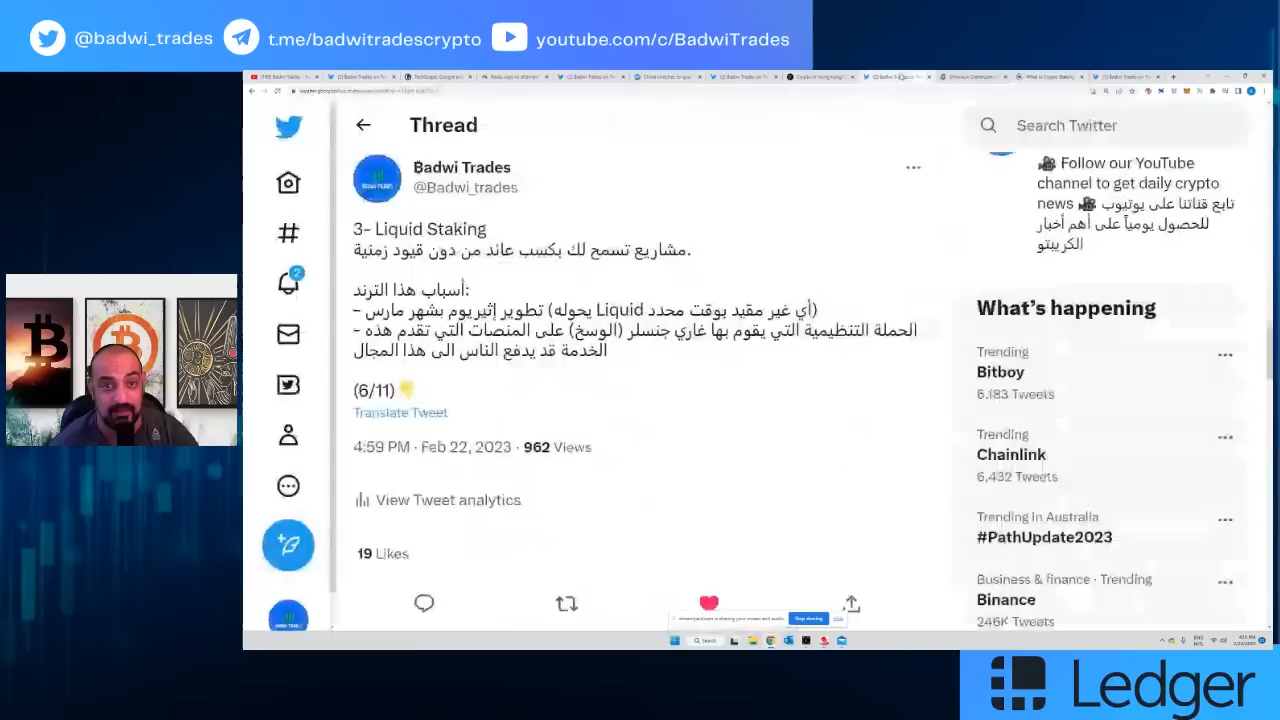 @badwi_trades
t.me/badwitradescrypto
youtube.com/c/BadwiTrades
Thread
Search Twitter
Badwi Trades
@Badwi_trades
3- Liquid Staking
مشاريع تسمح لك بكسب عائد من دون قيود زمنية.
أسباب هذا الترند:
- تطوير إثيريوم بشهر مارس (يحوله Liquid أي غير مقيد بوقت محدد)
- الحملة التنظيمية التي يقوم بها غاري جنسلر (الوسخ) على المنصات التي تقدم هذه
الخدمة قد يدفع الناس الى هذا المجال
(6/11)👇
Translate Tweet
4:59 PM · Feb 22, 2023 · 962 Views
View Tweet analytics
19 Likes
🎥 Follow our YouTube
channel to get daily crypto
news 🎥 تابع قناتنا على يوتيوب
للحصول يومياً على أهم أخبار
الكريبتو
What's happening
Trending
Bitboy
6,183 Tweets
Trending
Chainlink
6,432 Tweets
Trending in Australia
#PathUpdate2023
Business & finance · Trending
Binance
246K Tweets
2
Stop sharing
Hide
Search
Ledger